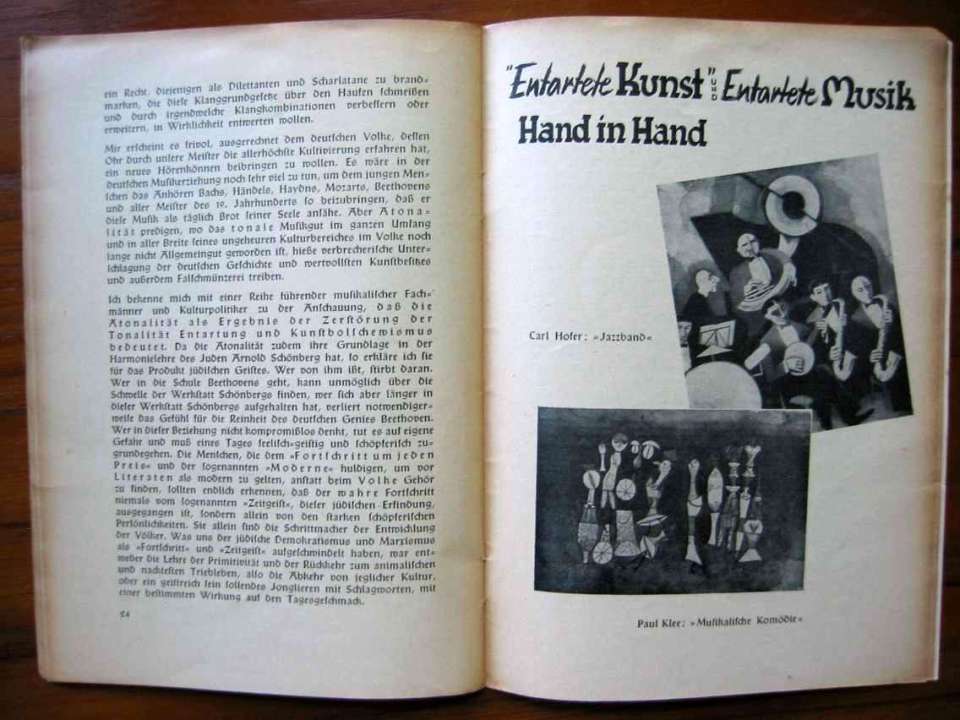 ein Recht, diejenigen als Dilettanten und Scharlatane zu brand-
marken, die diese Klanggrundgesetze über den Haufen schmeißen
und durch irgendwelche Klangkombinationen verbessern oder
erweitern, in Wirklichkeit entwerten wollen.
Mir erscheint es frivol, ausgerechnet dem deutschen Volke, dessen
Ohr durch unsere Meister die allerhöchste Kultivierung erfahren hat,
ein neues Hörenkönnen beibringen zu wollen. Es wäre in der
deutschen Musikerziehung noch sehr viel zu tun, um dem jungen Men-
schen das Anhören Bachs, Händels, Haydns, Mozarts, Beethovens
und aller Meister des 19. Jahrhunderts so beizubringen, daß er
diese Musik als täglich Brot seiner Seele ansähe. Aber Atona-
lität predigen, wo das tonale Musikgut im ganzen Umfang
und in aller Breite seines ungeheuren Kulturbereiches im Volke noch
lange nicht Allgemeingut geworden ist, hieße verbrecherische Unter-
schlagung der deutschen Geschichte und wertvollsten Kunstbesitzes
und außerdem Falschmünzerei treiben.
Ich bekenne mich mit einer Reihe führender musikalischer Fach-
männer und Kulturpolitiker zu der Anschauung, daß die
Atonalität als Ergebnis der Zerstörung der
Tonalität Entartung und Kunstbolschewismus
bedeutet. Da die Atonalität zudem ihre Grundlage in der
Harmonielehre des Juden Arnold Schönberg hat, so erkläre ich sie
für das Produkt jüdischen Geistes. Wer von ihm ißt, stirbt daran.
Wer in die Schule Beethovens geht, kann unmöglich über die
Schwelle der Werkstatt Schönbergs finden, wer sich aber länger in
dieser Werkstatt Schönbergs aufgehalten hat, verliert notwendiger-
weise das Gefühl für die Reinheit des deutschen Genies Beethoven.
Wer in dieser Beziehung nicht kompromißlos denkt, tut es auf eigene
Gefahr und muß eines Tages seelisch-geistig und schöpferisch zu-
grundegehen. Die Menschen, die dem »Fortschritt um jeden
Preis« und der sogenannten »Moderne« huldigen, um vor
Literaten als modern zu gelten, anstatt beim Volke Gehör
zu finden, sollten endlich erkennen, daß der wahre Fortschritt
niemals vom sogenannten »Zeitgeist«, dieser jüdischen Erfindung,
ausgegangen ist, sondern allein von den starken schöpferischen
Persönlichkeiten. Sie allein sind die Schrittmacher der Entwicklung
der Völker. Was uns der jüdische Demokratismus und Marxismus
als »Fortschritt« und »Zeitgeist« aufgeschwindelt haben, war ent-
weder die Lehre der Primitivität und der Rückkehr zum animalischen
und nacktesten Triebleben, also die Abkehr von jeglicher Kultur,
oder ein geistreich sein sollendes Jonglieren mit Schlagworten, mit
einer bestimmten Wirkung auf den Tagesgeschmack.
24
"Entartete Kunst" UND Entartete Musik
Hand in Hand
Carl Hofer: »Jazzband«
Paul Klee: »Musikalische Komödie«